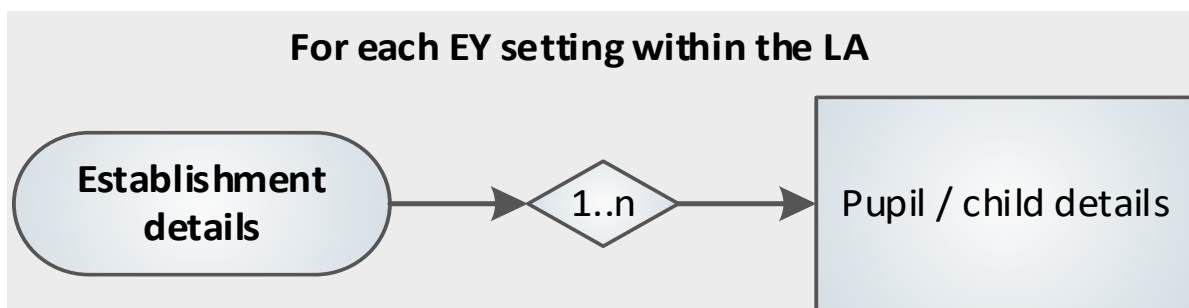 For each EY setting within the LA
Establishment
details
1..n
Pupil / child details